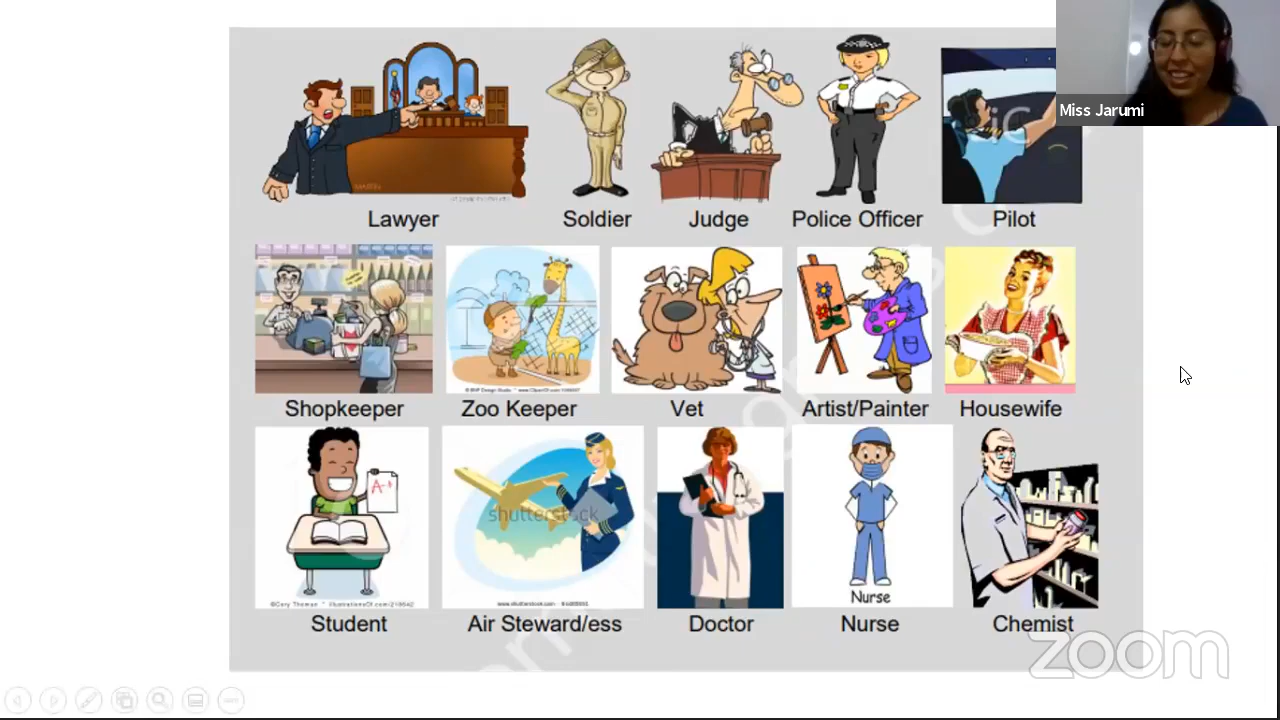 Miss Jarumi
Lawyer
Soldier
Judge
Police Officer
Pilot
Shopkeeper
Zoo Keeper
Vet
Artist/Painter
Housewife
A+
shutterstock
Nurse
Student
Air Steward/ess
Doctor
Nurse
Chemist
zoom